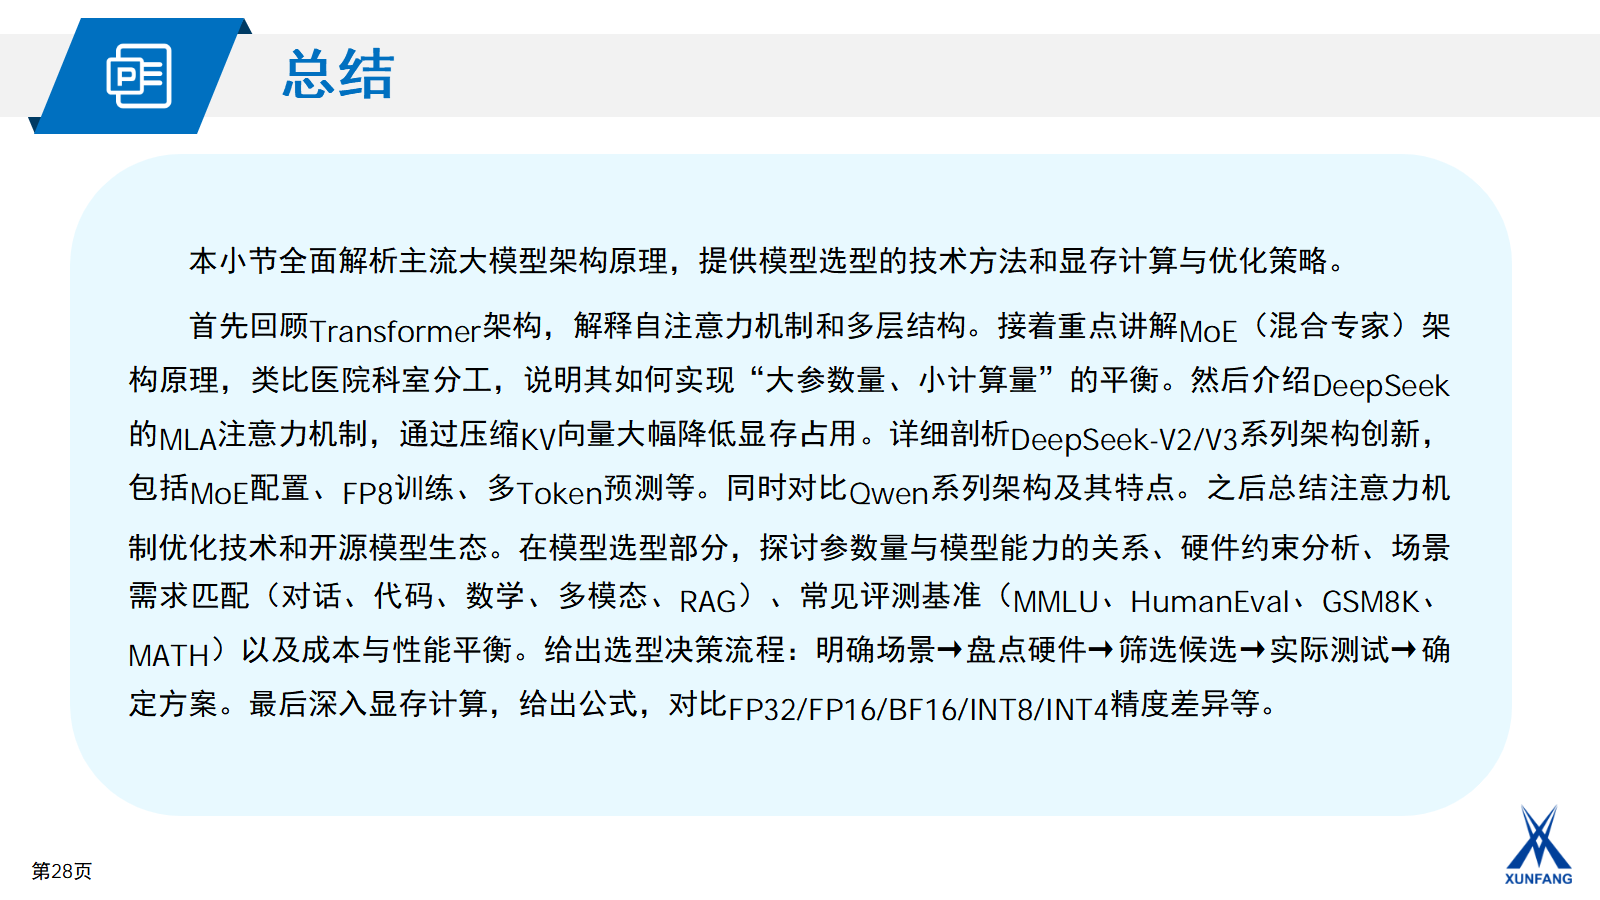 总结
本小节全面解析主流大模型架构原理，提供模型选型的技术方法和显存计算与优化策略。
首先回顾Transformer架构，解释自注意力机制和多层结构。接着重点讲解MoE（混合专家）架
构原理，类比医院科室分工，说明其如何实现“大参数量、小计算量”的平衡。然后介绍DeepSeek
的MLA注意力机制，通过压缩KV向量大幅降低显存占用。详细剖析DeepSeek-V2/V3系列架构创新，
包括MoE配置、FP8训练、多Token预测等。同时对比Qwen系列架构及其特点。之后总结注意力机
制优化技术和开源模型生态。在模型选型部分，探讨参数量与模型能力的关系、硬件约束分析、场景
需求匹配（对话、代码、数学、多模态、RAG）、常见评测基准（MMLU、HumanEval、GSM8K、
MATH）以及成本与性能平衡。给出选型决策流程：明确场景→盘点硬件→筛选候选→实际测试→确
定方案。最后深入显存计算，给出公式，对比FP32/FP16/BF16/INT8/INT4精度差异等。
第28页
XUNFANG